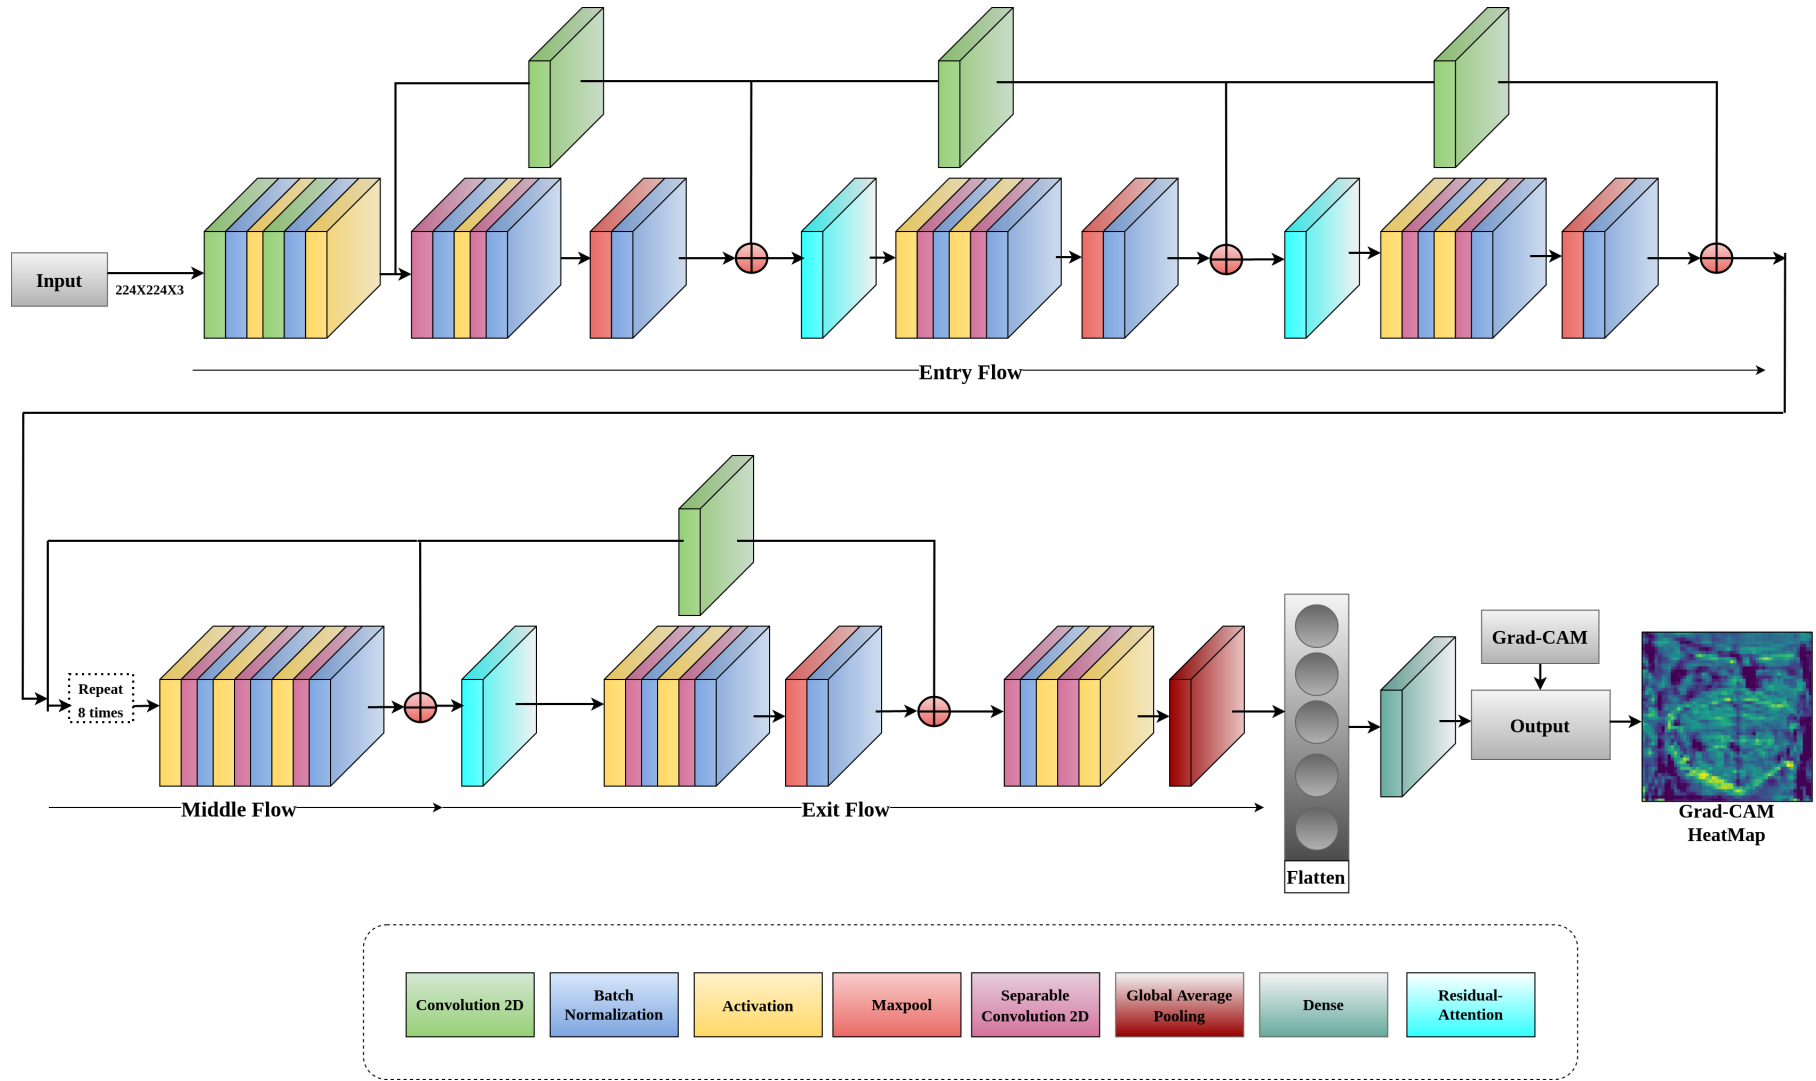 Input
224X224X3
Entry Flow
Repeat
8 times
Middle Flow
Exit Flow
Flatten
Grad-CAM
Output
Grad-CAM
HeatMap
Convolution 2D
Batch
Normalization
Activation
Maxpool
Separable
Convolution 2D
Global Average
Pooling
Dense
Residual-
Attention